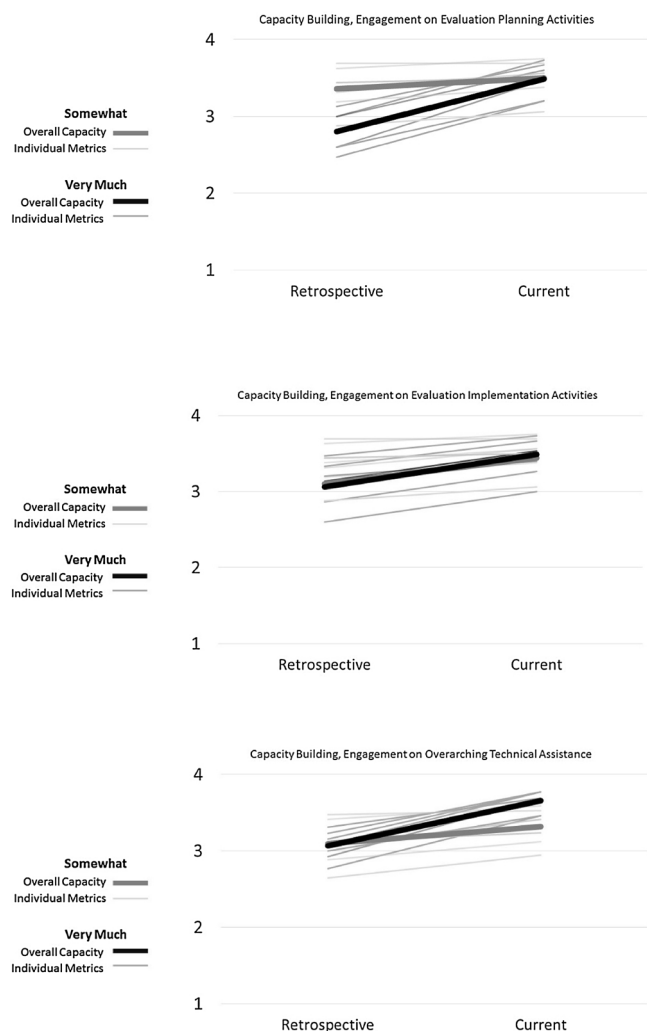 Capacity Building, Engagement on Evaluation Planning Activities
4
3
2
1
Somewhat
Overall Capacity
Individual Metrics
Very Much
Overall Capacity
Individual Metrics
Retrospective Current
Capacity Building, Engagement on Evaluation Implementation Activities
4
3
2
1
Somewhat
Overall Capacity
Individual Metrics
Very Much
Overall Capacity
Individual Metrics
Retrospective Current
Capacity Building, Engagement on Overarching Technical Assistance
4
3
2
1
Somewhat
Overall Capacity
Individual Metrics
Very Much
Overall Capacity
Individual Metrics
Retrospective Current